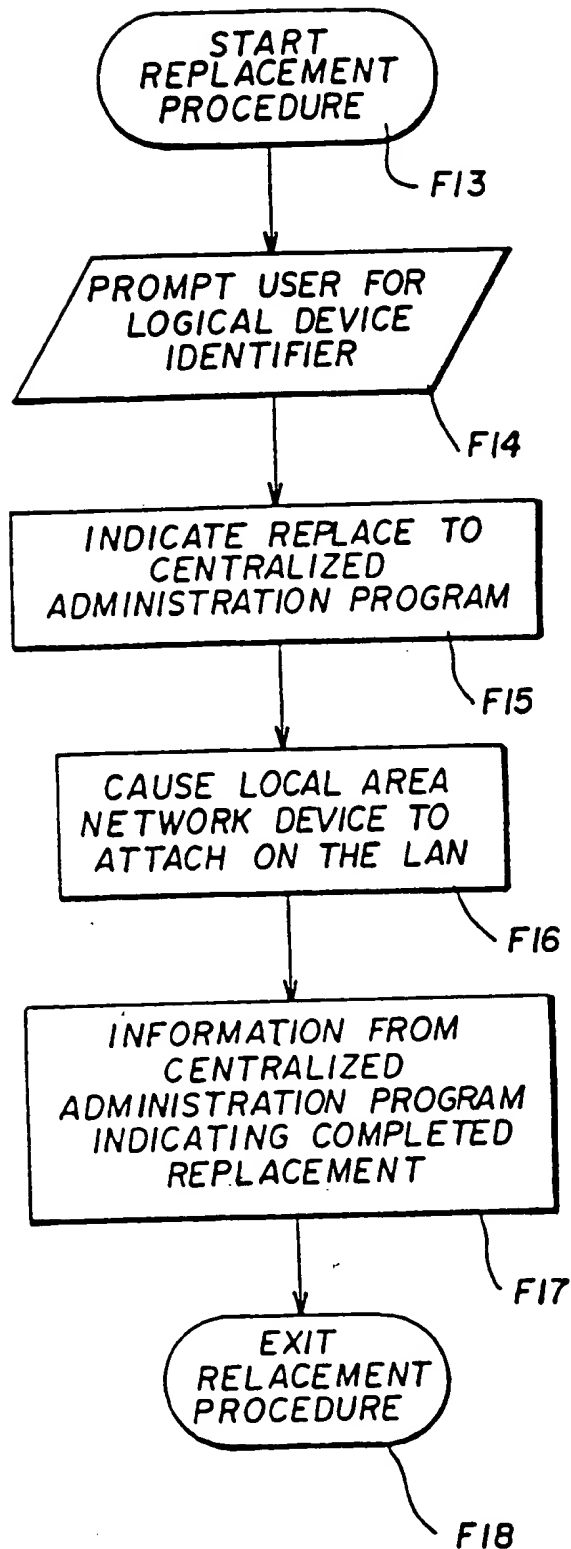 START
REPLACEMENT
PROCEDURE
F13
PROMPT USER FOR
LOGICAL DEVICE
IDENTIFIER
F14
INDICATE REPLACE TO
CENTRALIZED
ADMINISTRATION PROGRAM
F15
CAUSE LOCAL AREA
NETWORK DEVICE TO
ATTACH ON THE LAN
F16
INFORMATION FROM
CENTRALIZED
ADMINISTRATION PROGRAM
INDICATING COMPLETED
REPLACEMENT
F17
EXIT
RELACEMENT
PROCEDURE
F18